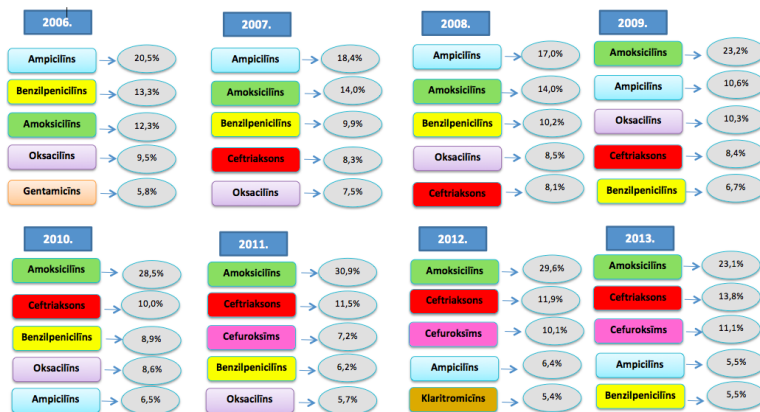 2006.
Ampicilīns 20,5%
Benzilpenicilīns 13,3%
Amoksicilīns 12,3%
Oksacilīns 9,5%
Gentamicīns 5,8%
2007.
Ampicilīns 18,4%
Amoksicilīns 14,0%
Benzilpenicilīns 9,9%
Ceftriaksons 8,3%
Oksacilīns 7,5%
2008.
Ampicilīns 17,0%
Amoksicilīns 14,0%
Benzilpenicilīns 10,2%
Oksacilīns 8,5%
Ceftriaksons 8,1%
2009.
Amoksicilīns 23,2%
Ampicilīns 10,6%
Oksacilīns 10,3%
Ceftriaksons 8,4%
Benzilpenicilīns 6,7%
2010.
Amoksicilīns 28,5%
Ceftriaksons 10,0%
Benzilpenicilīns 8,9%
Oksacilīns 8,6%
Ampicilīns 6,5%
2011.
Amoksicilīns 30,9%
Ceftriaksons 11,5%
Cefuroksīms 7,2%
Benzilpenicilīns 6,2%
Oksacilīns 5,7%
2012.
Amoksicilīns 29,6%
Ceftriaksons 11,9%
Cefuroksīms 10,1%
Ampicilīns 6,4%
Klaritromicīns 5,4%
2013.
Amoksicilīns 23,1%
Ceftriaksons 13,8%
Cefuroksīms 11,1%
Ampicilīns 5,5%
Benzilpenicilīns 5,5%